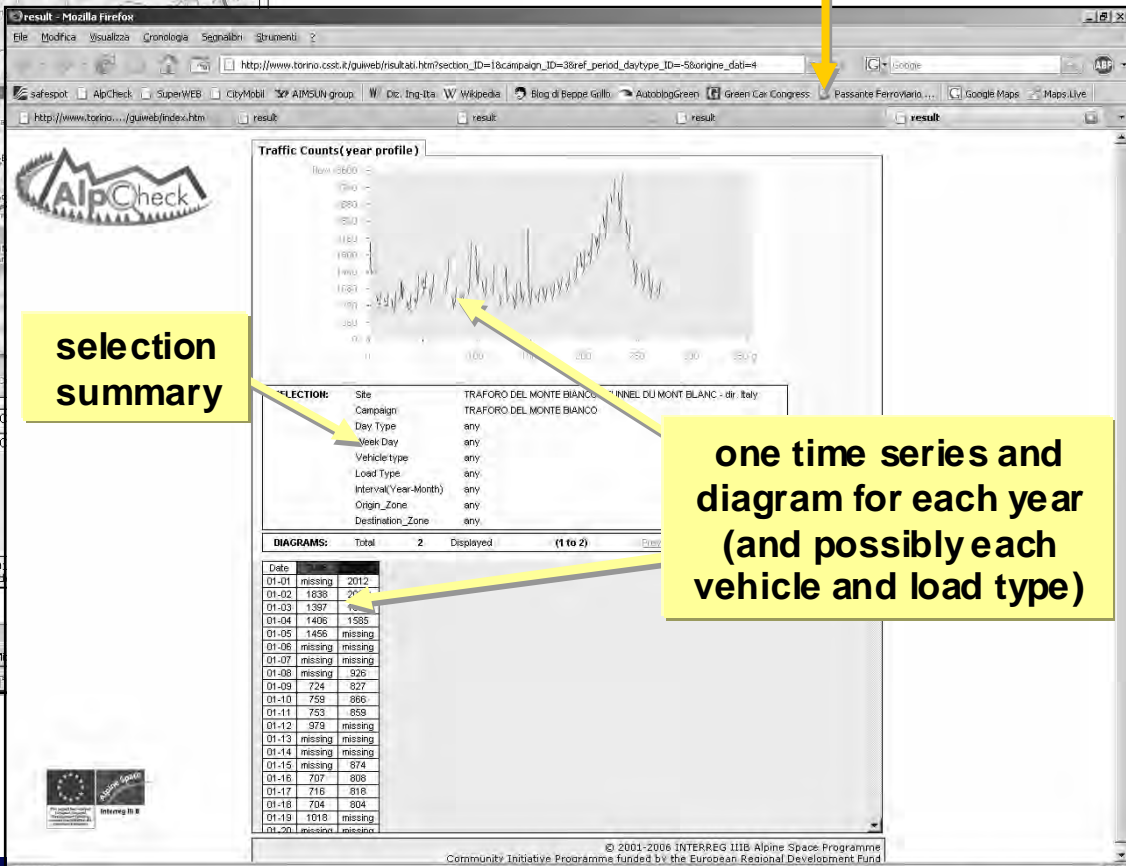 result - Mozilla Firefox
File Modifica Visualizza Cronologia Segnalibri Strumenti ?
http://www.torino.csst.it/guiweb/risultati.htm?section_ID=1&campaign_ID=3&ref_period_daytype_ID=-5&origine_dati=4
Google
ABP
safespot AlpCheck SuperWEB CityMobil AIMSUN group Diz. Ing-Ita Wikipedia Blog di Beppe Grillo AutoblogGreen Green Car Congress Passante Ferroviario ... Google Maps Maps.Live
http://www.torino..../guiweb/index.htm result result result result
AlpCheck
Traffic Counts(year profile)
100 200 250
selection
summary
SELECTION: Site TRAFORO DEL MONTE BIANCO TUNNEL DU MONT BLANC - dir. Italy
Campaign TRAFORO DEL MONTE BIANCO
Day Type any
Week Day any
Vehicle type any
Load Type any
Interval(Year-Month) any
Origin_Zone any
Destination_Zone any
one time series and
diagram for each year
(and possibly each
vehicle and load type)
DIAGRAMS: Total 2 Displayed (1 to 2)
Date
01-01 missing 2012
01-02 1838
01-03 1397
01-04 1406 1585
01-05 1456 missing
01-06 missing missing
01-07 missing missing
01-08 missing 926
01-09 724 827
01-10 759 866
01-11 753 859
01-12 979 missing
01-13 missing missing
01-14 missing missing
01-15 missing 874
01-16 707 808
01-17 716 818
01-18 704 804
01-19 1018 missing
01-20 missing missing
Alpine Space
Interreg III B
© 2001-2006 INTERREG IIIB Alpine Space Programme
Community Initiative Programme funded by the European Regional Development Fund